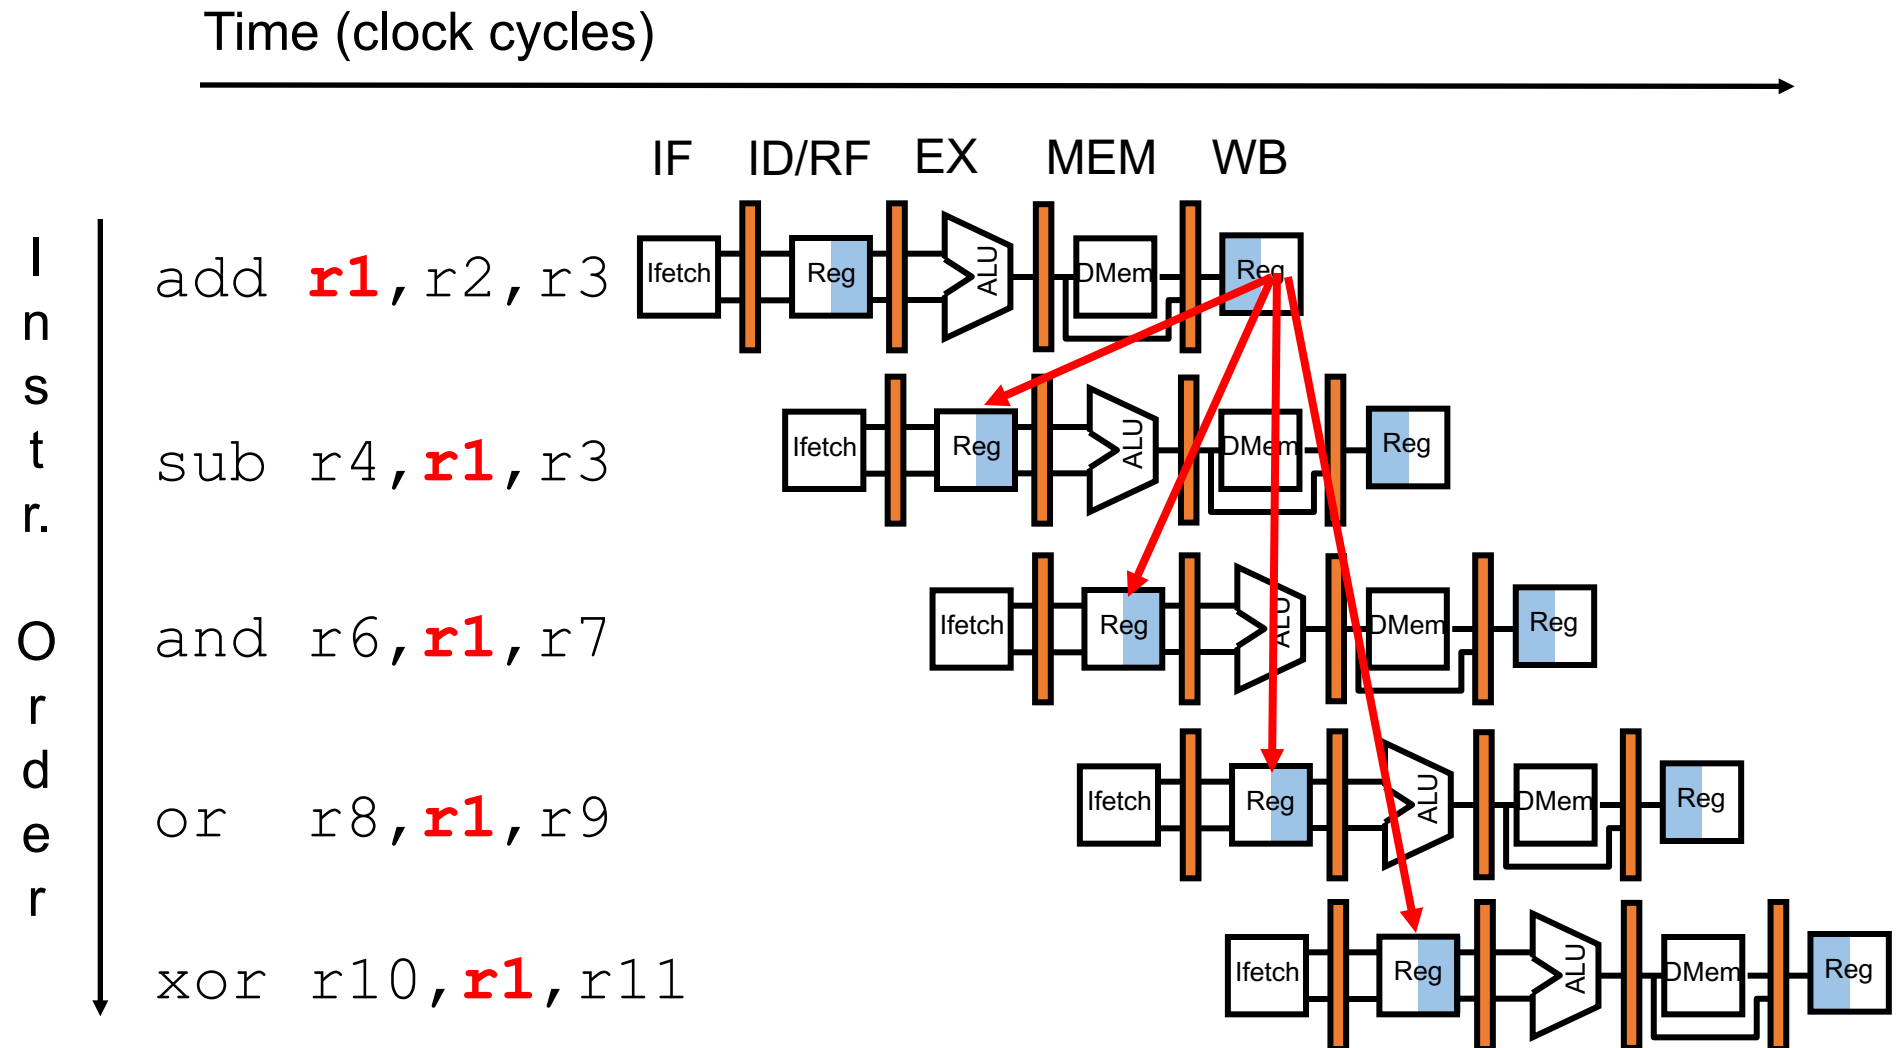 Time (clock cycles)
IF ID/RF EX MEM WB
Instr. Order
add r1,r2,r3 Ifetch Reg ALU DMem Reg
sub r4,r1,r3 Ifetch Reg ALU DMem Reg
and r6,r1,r7 Ifetch Reg ALU DMem Reg
or r8,r1,r9 Ifetch Reg ALU DMem Reg
xor r10,r1,r11 Ifetch Reg ALU DMem Reg